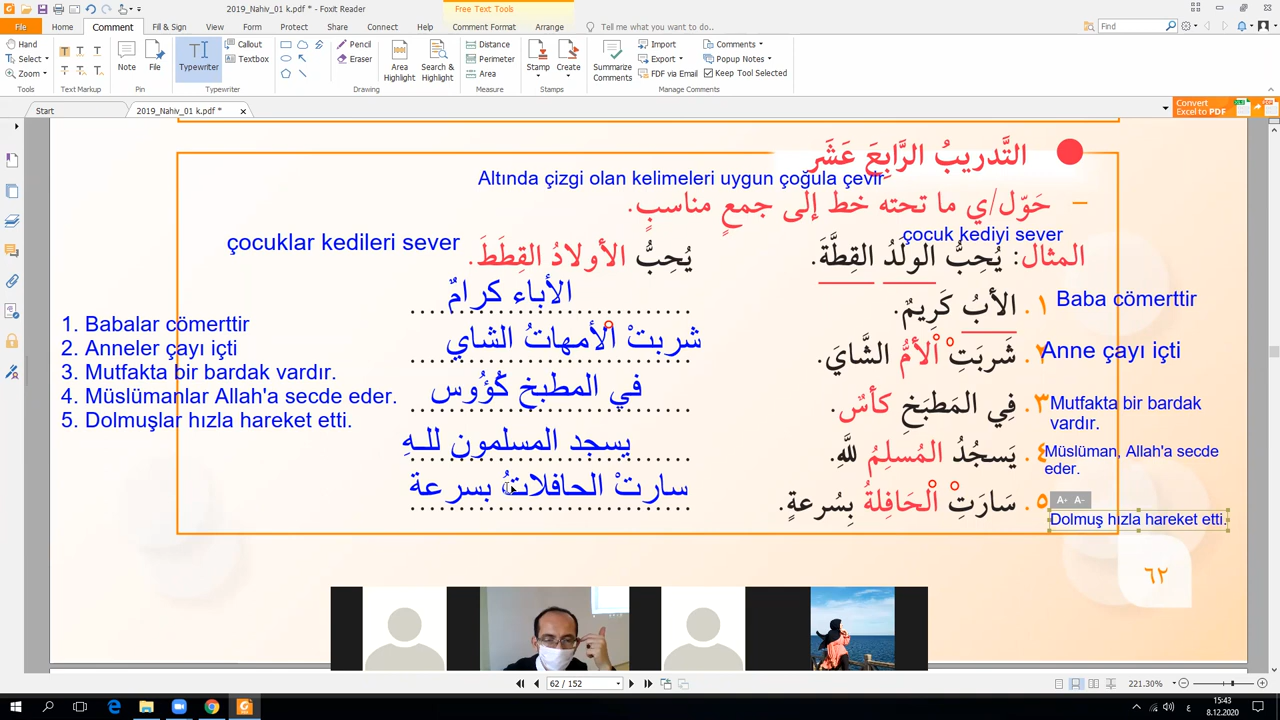 2019_Nahiv_01 k.pdf * - Foxit Reader
Free Text Tools
File Home Comment Fill & Sign View Form Protect Share Connect Help Comment Format Arrange Tell me what you want to do... Find
Hand Select Zoom Tools
Text Markup
Note File Pin
Typewriter Callout Textbox Typewriter
Pencil Eraser Drawing
Area Highlight Search & Highlight
Distance Perimeter Area Measure
Stamp Create Stamps
Summarize Comments Import Export FDF via Email Comments Popup Notes Keep Tool Selected Manage Comments
Start 2019_Nahiv_01 k.pdf * Convert Excel to PDF
التَّدريبُ الرَّابِعَ عَشَر
Altında çizgi olan kelimeleri uygun çoğula çevir
– حَوّل/ي ما تحته خط إلى جمعٍ مناسبٍ.
çocuk kediyi sever
çocuklar kedileri sever
المثال: يُحِبُّ الوَلَدُ القِطَّةَ. يُحِبُّ الأولادُ القِطَطَ.
١. الأبُ كَرِيمٌ. الأباء كرامٌ
Baba cömerttir
٢. شَربَتِ الْأمُّ الشَّايَ. شربتْ الأمهاتُ الشاي
Anne çayı içti
٣. فِي المَطبَخِ كأسٌ. في المطبخ كُؤُوس
Mutfakta bir bardak
vardır.
٤. يَسجُدُ المُسلِمُ للَّهِ. يسجد المسلمون للـهِ
Müslüman, Allah'a secde
eder.
٥. سَارَتِ الْحَافِلةُ بِسُرعةٍ. سارتْ الحافلاتُ بسرعة
A+ A-
Dolmuş hızla hareket etti.
1. Babalar cömerttir
2. Anneler çayı içti
3. Mutfakta bir bardak vardır.
4. Müslümanlar Allah'a secde eder.
5. Dolmuşlar hızla hareket etti.
٦٢
62 / 152
221.30%
15:43
8.12.2020